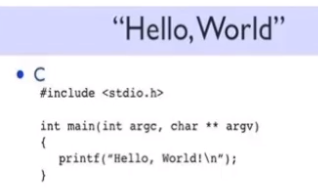 “Hello, World”
• C
#include <stdio.h>
int main(int argc, char ** argv)
{
printf("Hello, World!\n");
}